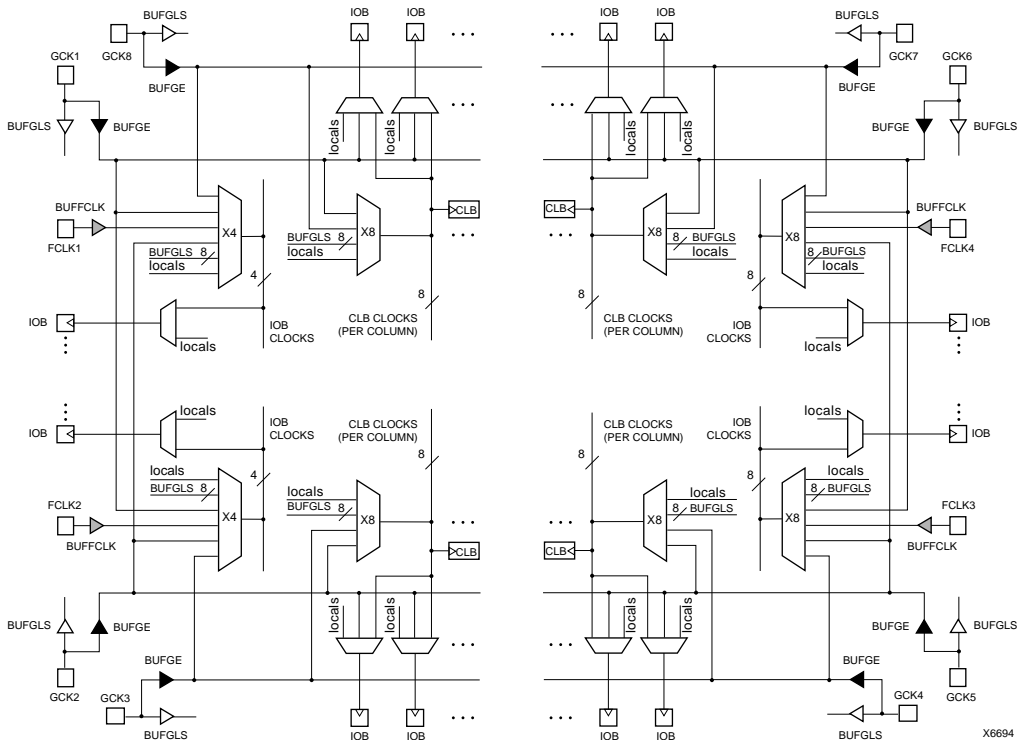 BUFGLS
IOB
IOB
IOB
IOB
BUFGLS
GCK1
GCK8
GCK7
GCK6
BUFGE
BUFGE
BUFGLS
BUFGE
locals
locals
locals
locals
BUFGE
BUFGLS
BUFFCLK
X4
X8
CLB
CLB
X8
X8
BUFFCLK
FCLK1
BUFGLS 8
locals
BUFGLS 8
locals
8 BUFGLS
locals
8 BUFGLS
locals
FCLK4
4
8
8
8
IOB
locals
IOB
CLOCKS
CLB CLOCKS
(PER COLUMN)
CLB CLOCKS
(PER COLUMN)
IOB
CLOCKS
locals
IOB
IOB
locals
IOB
CLOCKS
CLB CLOCKS
(PER COLUMN)
CLB CLOCKS
(PER COLUMN)
IOB
CLOCKS
locals
IOB
4
8
8
8
locals
BUFGLS 8
locals
BUFGLS 8
locals
8 BUFGLS
locals
8 BUFGLS
FCLK2
X4
X8
X8
X8
FCLK3
BUFFCLK
CLB
CLB
BUFFCLK
BUFGLS
BUFGE
locals
locals
locals
locals
BUFGE
BUFGLS
BUFGE
BUFGE
GCK2
GCK3
GCK4
GCK5
BUFGLS
IOB
IOB
IOB
IOB
BUFGLS
X6694